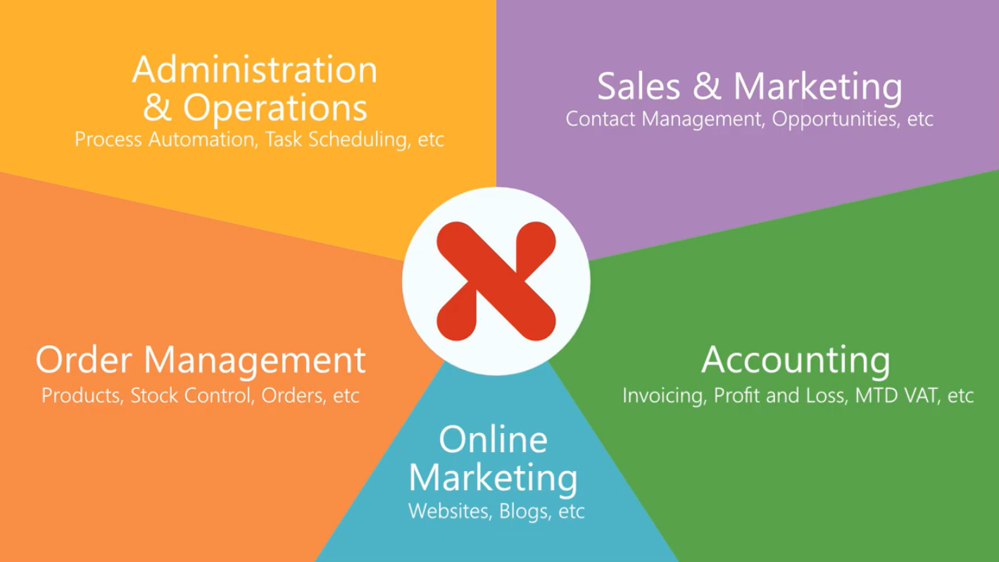 Administration
& Operations
Process Automation, Task Scheduling, etc
Sales & Marketing
Contact Management, Opportunities, etc
Order Management
Products, Stock Control, Orders, etc
Accounting
Invoicing, Profit and Loss, MTD VAT, etc
Online
Marketing
Websites, Blogs, etc